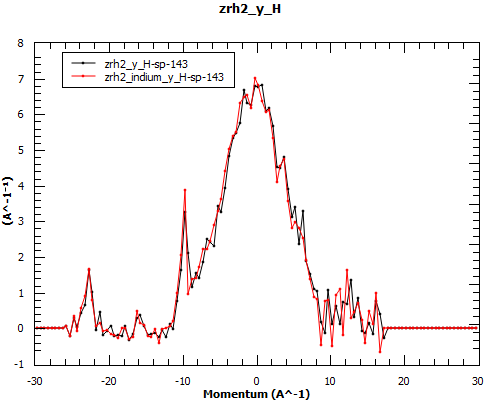 zrh2_y_H
8
zrh2_y_H-sp-143
zrh2_indium_y_H-sp-143
7
6
5
4
3
2
1
0
-1
(A^-1-1)
-30 -20 -10 0 10 20 30
Momentum (A^-1)